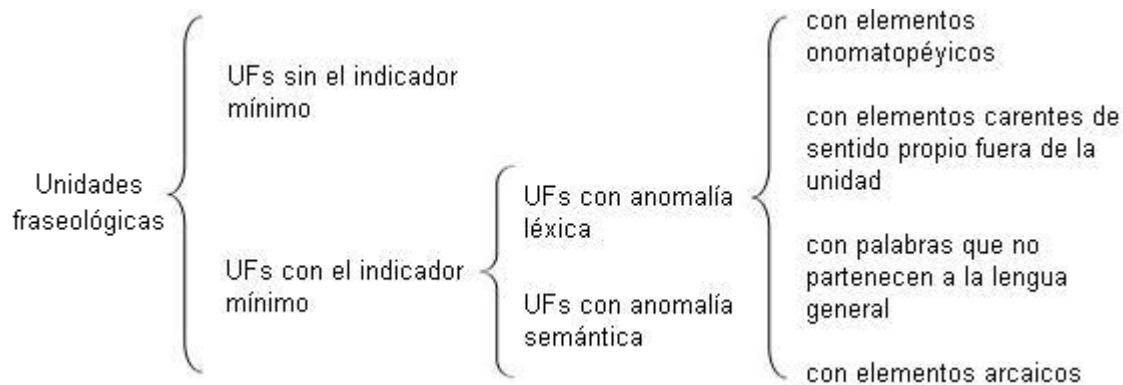 Unidades
fraseológicas
UFs sin el indicador
mínimo
UFs con el indicador
mínimo
UFs con anomalía
léxica
UFs con anomalía
semántica
con elementos
onomatopéyicos
con elementos carentes de
sentido propio fuera de la
unidad
con palabras que no
partenecen a la lengua
general
con elementos arcaicos